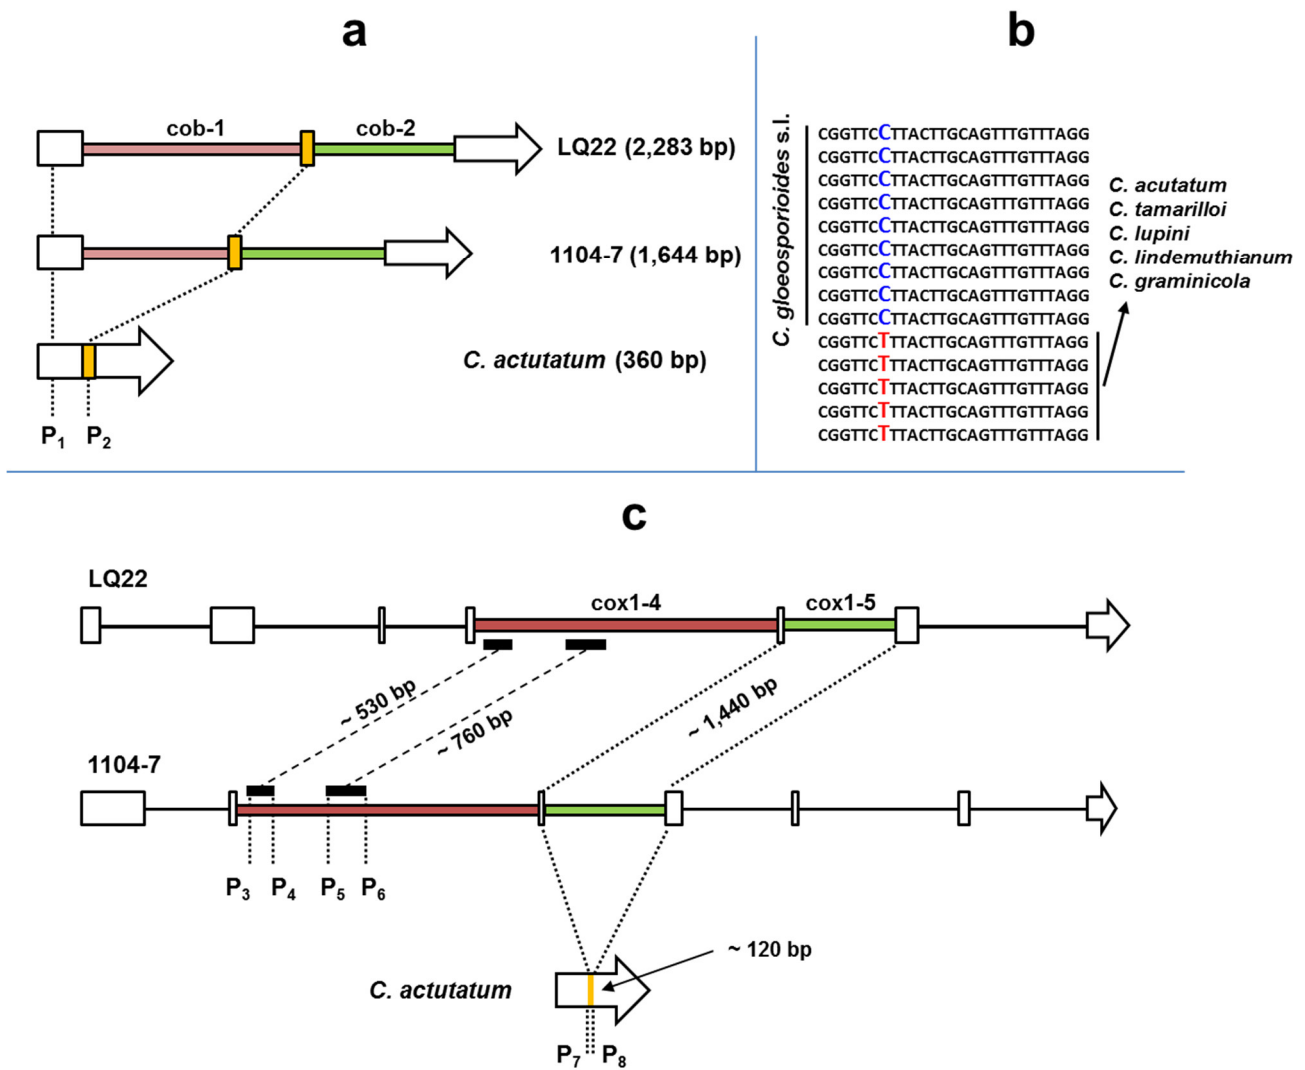 a
cob-1
cob-2
LQ22 (2,283 bp)
1104-7 (1,644 bp)
C. actutatum (360 bp)
P1 P2
b
C. gloeosporioides s.l.
CGGTTCCTTACTTGCAGTTTGTTTAGG
CGGTTCCTTACTTGCAGTTTGTTTAGG
CGGTTCCTTACTTGCAGTTTGTTTAGG
CGGTTCCTTACTTGCAGTTTGTTTAGG
CGGTTCCTTACTTGCAGTTTGTTTAGG
CGGTTCCTTACTTGCAGTTTGTTTAGG
CGGTTCCTTACTTGCAGTTTGTTTAGG
CGGTTCCTTACTTGCAGTTTGTTTAGG
CGGTTCCTTACTTGCAGTTTGTTTAGG
CGGTTCTTTACTTGCAGTTTGTTTAGG
CGGTTCTTTACTTGCAGTTTGTTTAGG
CGGTTCTTTACTTGCAGTTTGTTTAGG
CGGTTCTTTACTTGCAGTTTGTTTAGG
CGGTTCTTTACTTGCAGTTTGTTTAGG
C. acutatum
C. tamarilloi
C. lupini
C. lindemuthianum
C. graminicola
c
LQ22
cox1-4
cox1-5
~ 530 bp
~ 760 bp
~ 1,440 bp
1104-7
P3 P4 P5 P6
~ 120 bp
C. actutatum
P7 P8